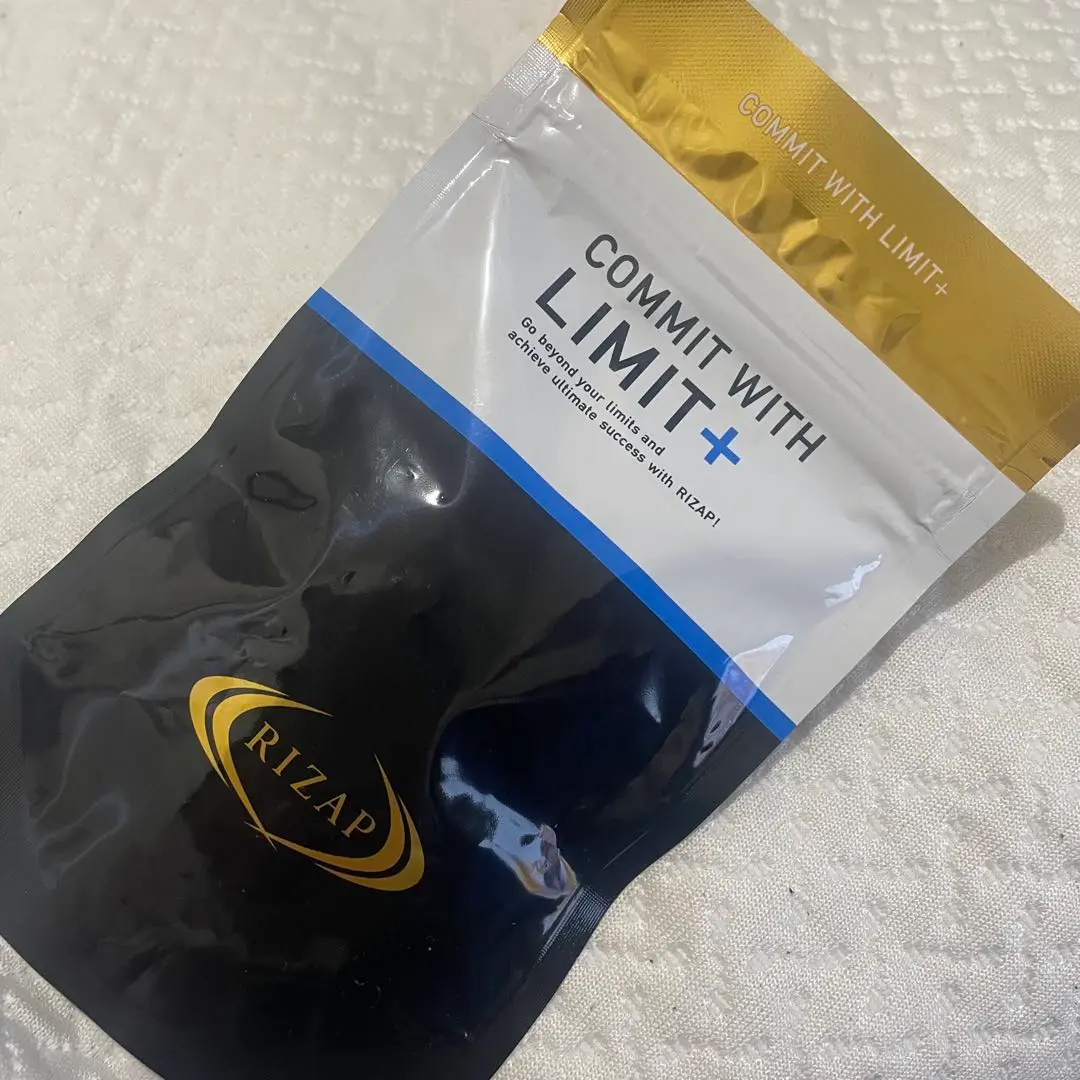 COMMIT WITH LIMIT+
COMMIT WITH
LIMIT+
Go beyond your limits and
achieve ultimate success with RIZAP!
RIZAP